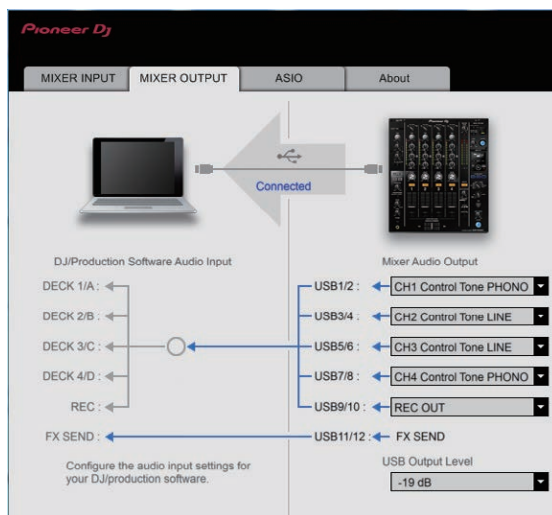 Pioneer Dj
MIXER INPUT
MIXER OUTPUT
ASIO
About
Connected
DJ/Production Software Audio Input
Mixer Audio Output
DECK 1/A :
USB1/2 :
CH1 Control Tone PHONO
DECK 2/B :
USB3/4 :
CH2 Control Tone LINE
DECK 3/C :
USB5/6 :
CH3 Control Tone LINE
DECK 4/D :
USB7/8 :
CH4 Control Tone PHONO
REC :
USB9/10 :
REC OUT
FX SEND :
USB11/12 :
FX SEND
Configure the audio input settings for
your DJ/production software.
USB Output Level
-19 dB